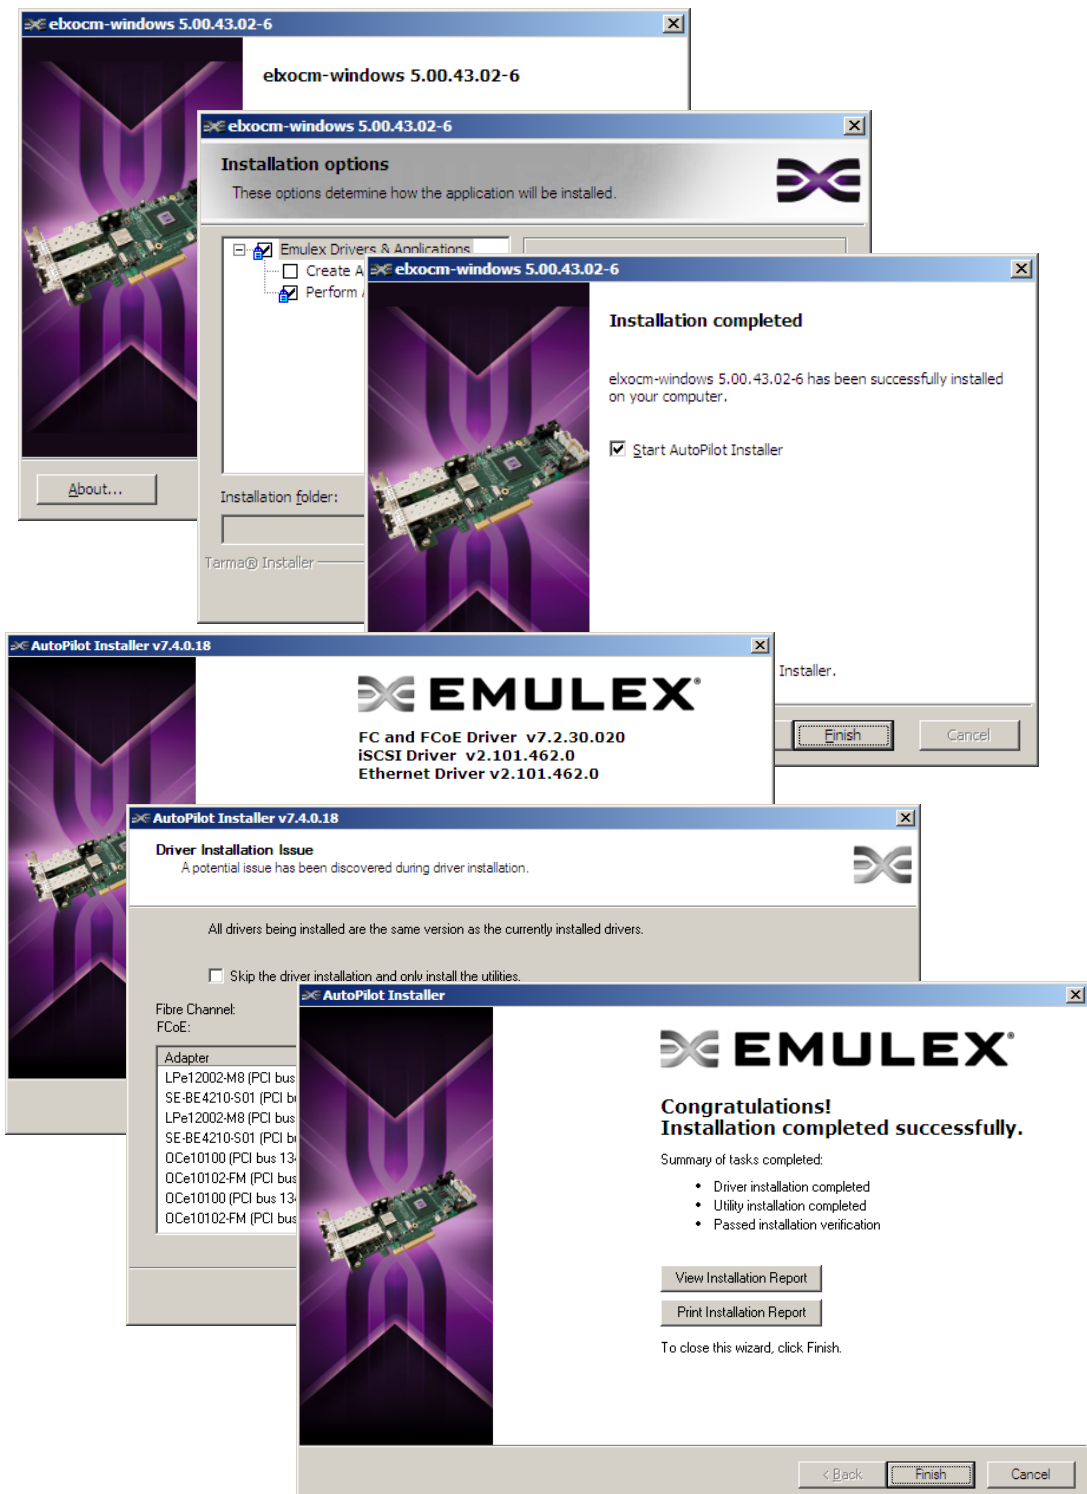 elxocm-windows 5.00.43.02-6
elxocm-windows 5.00.43.02-6
About...
elxocm-windows 5.00.43.02-6
Installation options
These options determine how the application will be installed.
Emulex Drivers & Applications
Create A
Perform
Installation folder:
Tarma® Installer
elxocm-windows 5.00.43.02-6
Installation completed
elxocm-windows 5.00.43.02-6 has been successfully installed
on your computer.
Start AutoPilot Installer
Installer.
Finish
Cancel
AutoPilot Installer v7.4.0.18
EMULEX®
FC and FCoE Driver v7.2.30.020
iSCSI Driver v2.101.462.0
Ethernet Driver v2.101.462.0
AutoPilot Installer v7.4.0.18
Driver Installation Issue
A potential issue has been discovered during driver installation.
All drivers being installed are the same version as the currently installed drivers.
Skip the driver installation and only install the utilities.
Fibre Channel:
FCoE:
Adapter
LPe12002-M8 (PCI bus
SE-BE4210-S01 (PCI b
LPe12002-M8 (PCI bus
SE-BE4210-S01 (PCI b
OCe10100 (PCI bus 13
OCe10102-FM (PCI bus
OCe10100 (PCI bus 13
OCe10102-FM (PCI bus
AutoPilot Installer
EMULEX®
Congratulations!
Installation completed successfully.
Summary of tasks completed:
• Driver installation completed
• Utility installation completed
• Passed installation verification
View Installation Report
Print Installation Report
To close this wizard, click Finish.
< Back
Finish
Cancel